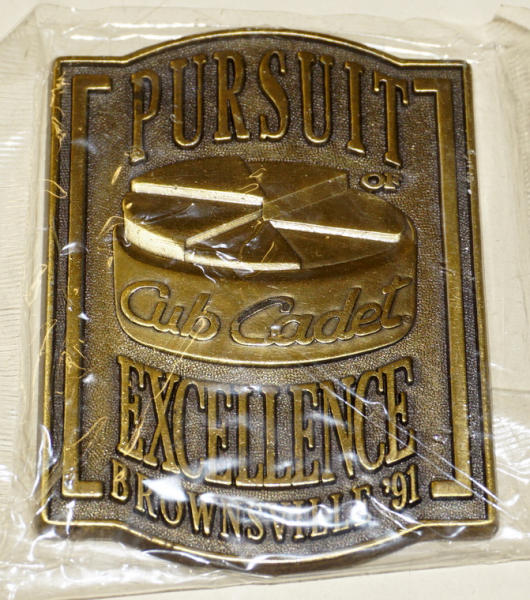 PURSUIT
OF
Cub Cadet
EXCELLENCE
BROWNSVILLE '91